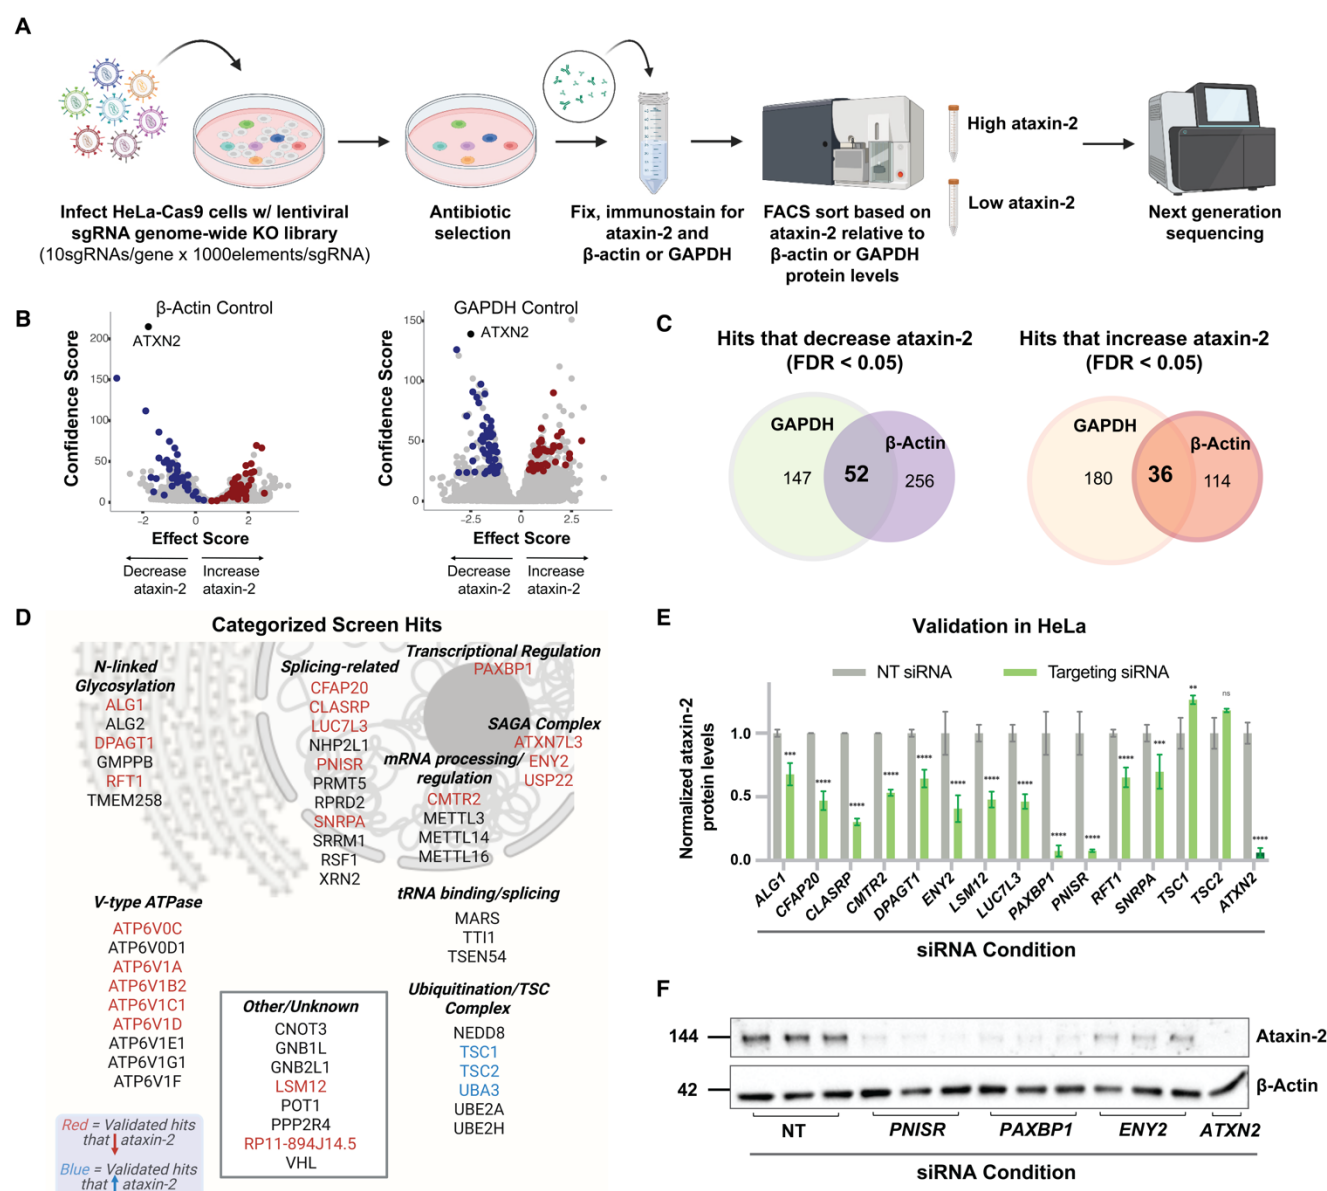 A
Infect HeLa-Cas9 cells w/ lentiviral
sgRNA genome-wide KO library
(10sgRNAs/gene x 1000elements/sgRNA)
Antibiotic
selection
Fix, immunostain for
ataxin-2 and
β-actin or GAPDH
FACS sort based on
ataxin-2 relative to
β-actin or GAPDH
protein levels
High ataxin-2
Low ataxin-2
Next generation
sequencing
B
β-Actin Control
Confidence Score
200
150
100
50
0
ATXN2
-2
0
2
Effect Score
Decrease
ataxin-2
Increase
ataxin-2
GAPDH Control
Confidence Score
150
100
50
0
ATXN2
-2.5
0
2.5
Effect Score
Decrease
ataxin-2
Increase
ataxin-2
C
Hits that decrease ataxin-2
(FDR < 0.05)
GAPDH
β-Actin
147
52
256
Hits that increase ataxin-2
(FDR < 0.05)
GAPDH
β-Actin
180
36
114
D
Categorized Screen Hits
N-linked
Glycosylation
ALG1
ALG2
DPAGT1
GMPPB
RFT1
TMEM258
Splicing-related
CFAP20
CLASRP
LUC7L3
NHP2L1
PNISR
PRMT5
RPRD2
SNRPA
SRRM1
RSF1
XRN2
Transcriptional Regulation
PAXBP1
SAGA Complex
ATXN7L3
ENY2
USP22
mRNA processing/
regulation
CMTR2
METTL3
METTL14
METTL16
V-type ATPase
ATP6V0C
ATP6V0D1
ATP6V1A
ATP6V1B2
ATP6V1C1
ATP6V1D
ATP6V1E1
ATP6V1G1
ATP6V1F
tRNA binding/splicing
MARS
TTI1
TSEN54
Other/Unknown
CNOT3
GNB1L
GNB2L1
LSM12
POT1
PPP2R4
RP11-894J14.5
VHL
Ubiquitination/TSC
Complex
NEDD8
TSC1
TSC2
UBA3
UBE2A
UBE2H
Red = Validated hits
that ataxin-2
Blue = Validated hits
that ataxin-2
E
Validation in HeLa
NT siRNA
Targeting siRNA
Normalized ataxin-2
protein levels
1.0
0.5
0.0
***
****
****
****
****
****
****
****
****
****
****
***
**
ns
****
ALG1
CFAP20
CLASRP
CMTR2
DPAGT1
ENY2
LSM12
LUC7L3
PAXBP1
PNISR
RFT1
SNRPA
TSC1
TSC2
ATXN2
siRNA Condition
F
144
Ataxin-2
42
β-Actin
NT
PNISR
PAXBP1
ENY2
ATXN2
siRNA Condition